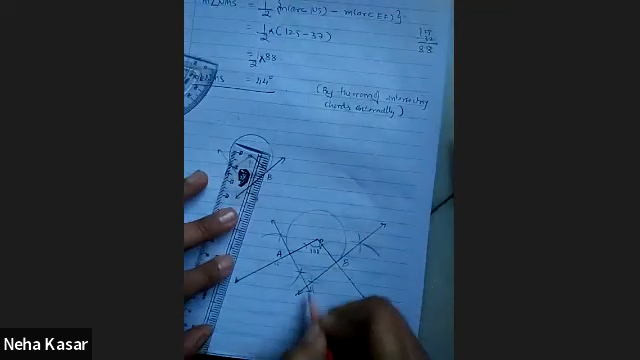 m∠NMS = 1/2 {m(arc NS) - m(arc EF)}
= 1/2 x (125 - 37)
= 1/2 x 88
= 44°
125
37
88
(By theorem of intersecting
chords externally)
B
A
B
M
Neha Kasar